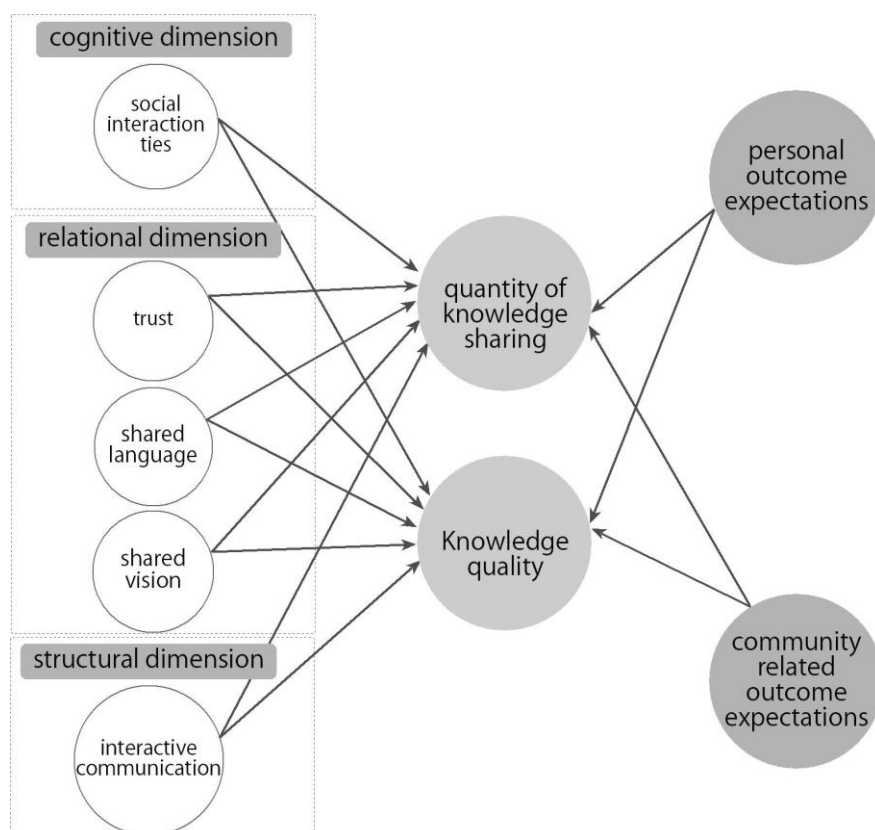 cognitive dimension
social
interaction
ties
relational dimension
trust
shared
language
shared
vision
structural dimension
interactive
communication
quantity of
knowledge
sharing
Knowledge
quality
personal
outcome
expectations
community
related
outcome
expectations